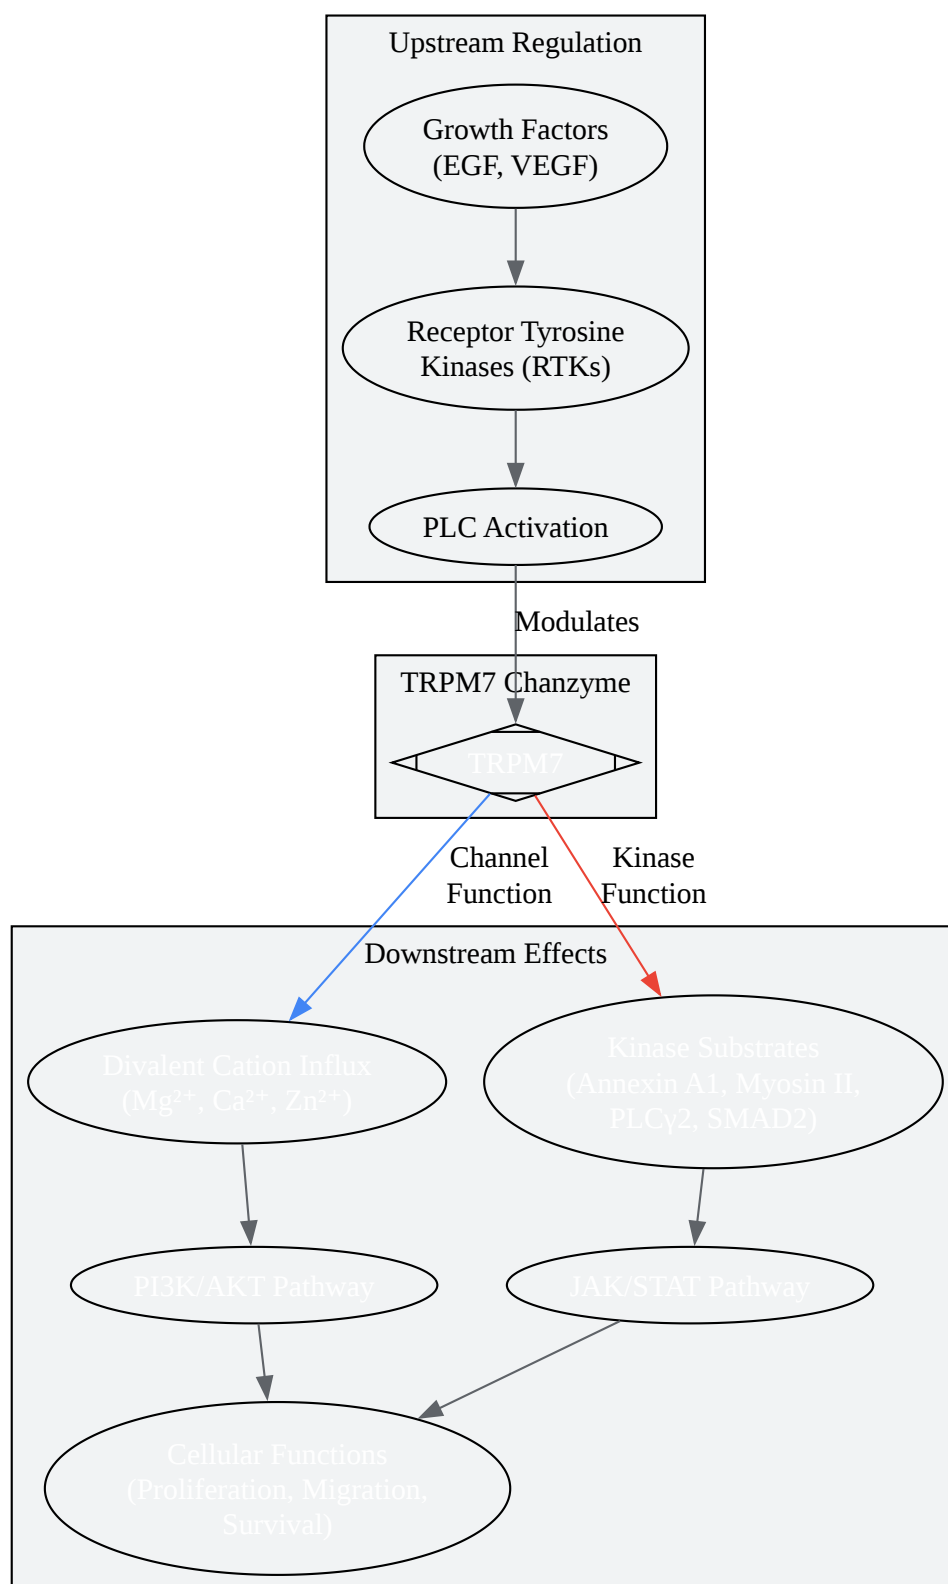 Upstream Regulation
Growth Factors
(EGF, VEGF)
Receptor Tyrosine
Kinases (RTKs)
PLC Activation
Modulates
TRPM7 Chanzyme
TRPM7
Channel
Function
Kinase
Function
Downstream Effects
Divalent Cation Influx
(Mg²⁺, Ca²⁺, Zn²⁺)
Kinase Substrates
(Annexin A1, Myosin II,
PLCγ2, SMAD2)
PI3K/AKT Pathway
JAK/STAT Pathway
Cellular Functions
(Proliferation, Migration,
Survival)